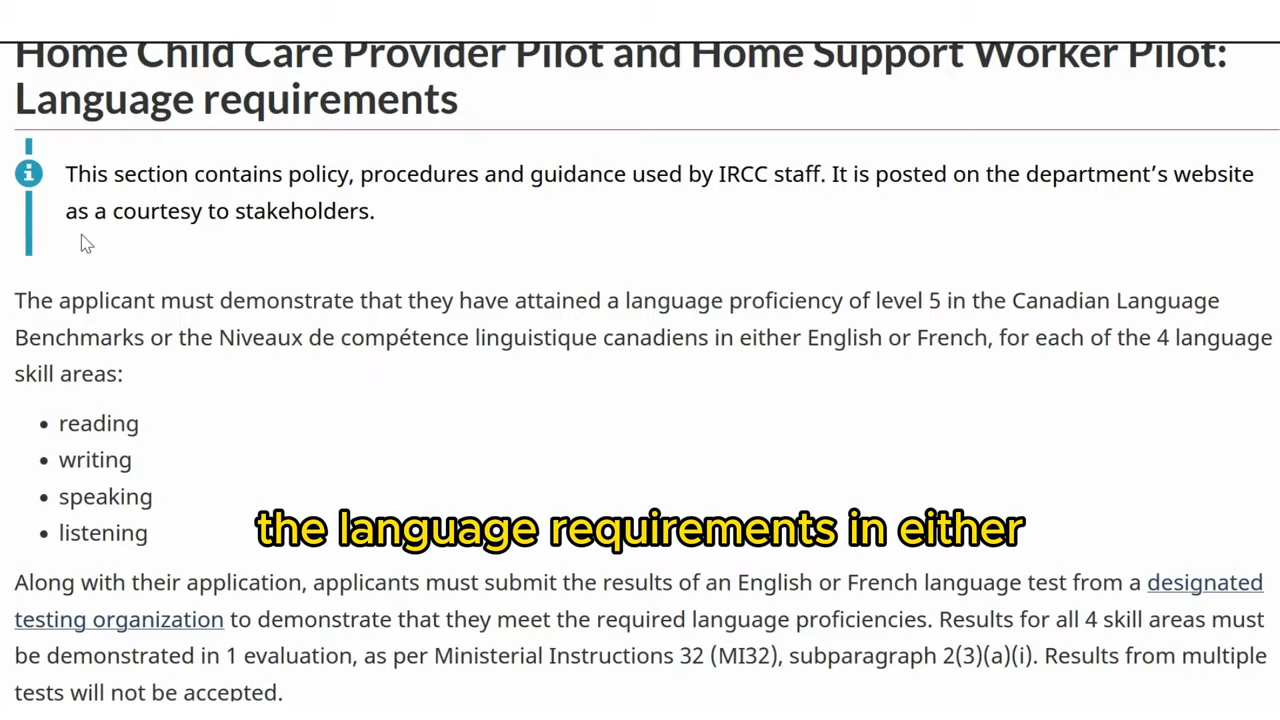 Home Child Care Provider Pilot and Home Support Worker Pilot:
Language requirements
This section contains policy, procedures and guidance used by IRCC staff. It is posted on the department's website
as a courtesy to stakeholders.
The applicant must demonstrate that they have attained a language proficiency of level 5 in the Canadian Language
Benchmarks or the Niveaux de compétence linguistique canadiens in either English or French, for each of the 4 language
skill areas:
• reading
• writing
• speaking
• listening
the language requirements in either
Along with their application, applicants must submit the results of an English or French language test from a designated
testing organization to demonstrate that they meet the required language proficiencies. Results for all 4 skill areas must
be demonstrated in 1 evaluation, as per Ministerial Instructions 32 (MI32), subparagraph 2(3)(a)(i). Results from multiple
tests will not be accepted.